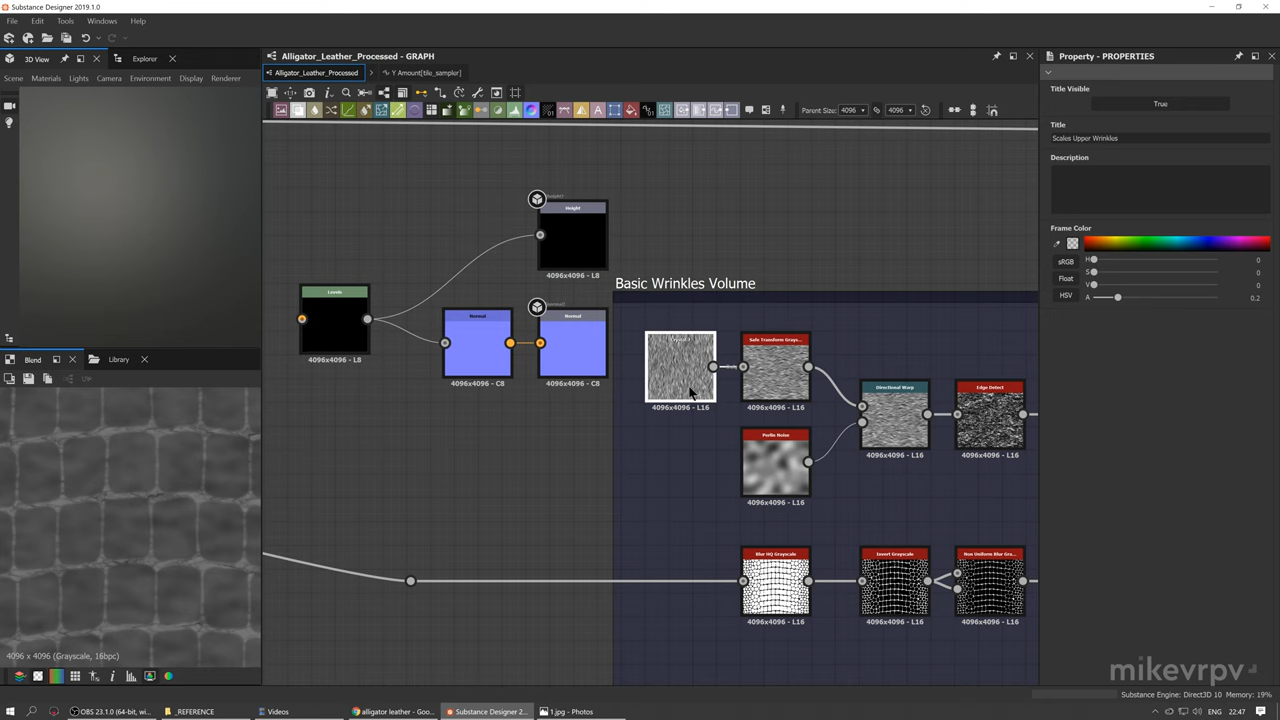 Substance Designer 2019.1.0
File Edit Tools Windows Help
3D View
Explorer
Alligator_Leather_Processed - GRAPH
Property - PROPERTIES
Scene Materials Lights Camera Environment Display Renderer
Alligator_Leather_Processed
Y Amount[tile_sampler]
Parent Size: 4096 4096
Title Visible
True
Title
Scales Upper Wrinkles
Description
Frame Color
sRGB
Float
HSV
H 0
S 0
V 0
A 0.2
Height
4096x4096 - L8
Levels
4096x4096 - L8
Normal
4096x4096 - C8
Normal
4096x4096 - C8
Basic Wrinkles Volume
4096x4096 - L16
Safe Transform Grays...
4096x4096 - L16
Perlin Noise
4096x4096 - L16
Directional Warp
4096x4096 - L16
Edge Detect
4096x4096 - L16
Blur HQ Grayscale
4096x4096 - L16
Invert Grayscale
4096x4096 - L16
Non Uniform Blur Gra...
4096x4096 - L16
Blend
Library
4096 x 4096 (Grayscale, 16bpc)
mikevrpv
Substance Engine: Direct3D 10 Memory: 19%
OBS 23.1.0 (64-bit, wi...
_REFERENCE
Videos
alligator leather - Goo...
Substance Designer 2...
1.jpg - Photos
ENG
22:47